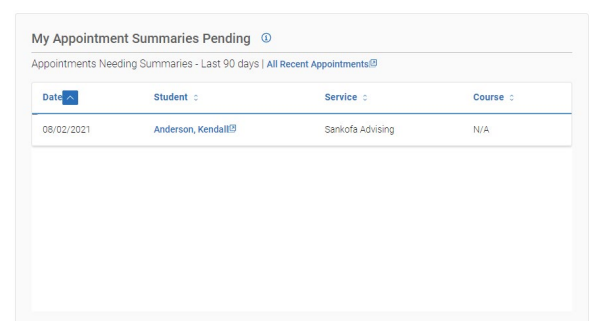 My Appointment Summaries Pending
Appointments Needing Summaries - Last 90 days | All Recent Appointments
Date Student Service Course
08/02/2021 Anderson, Kendall Sankofa Advising N/A